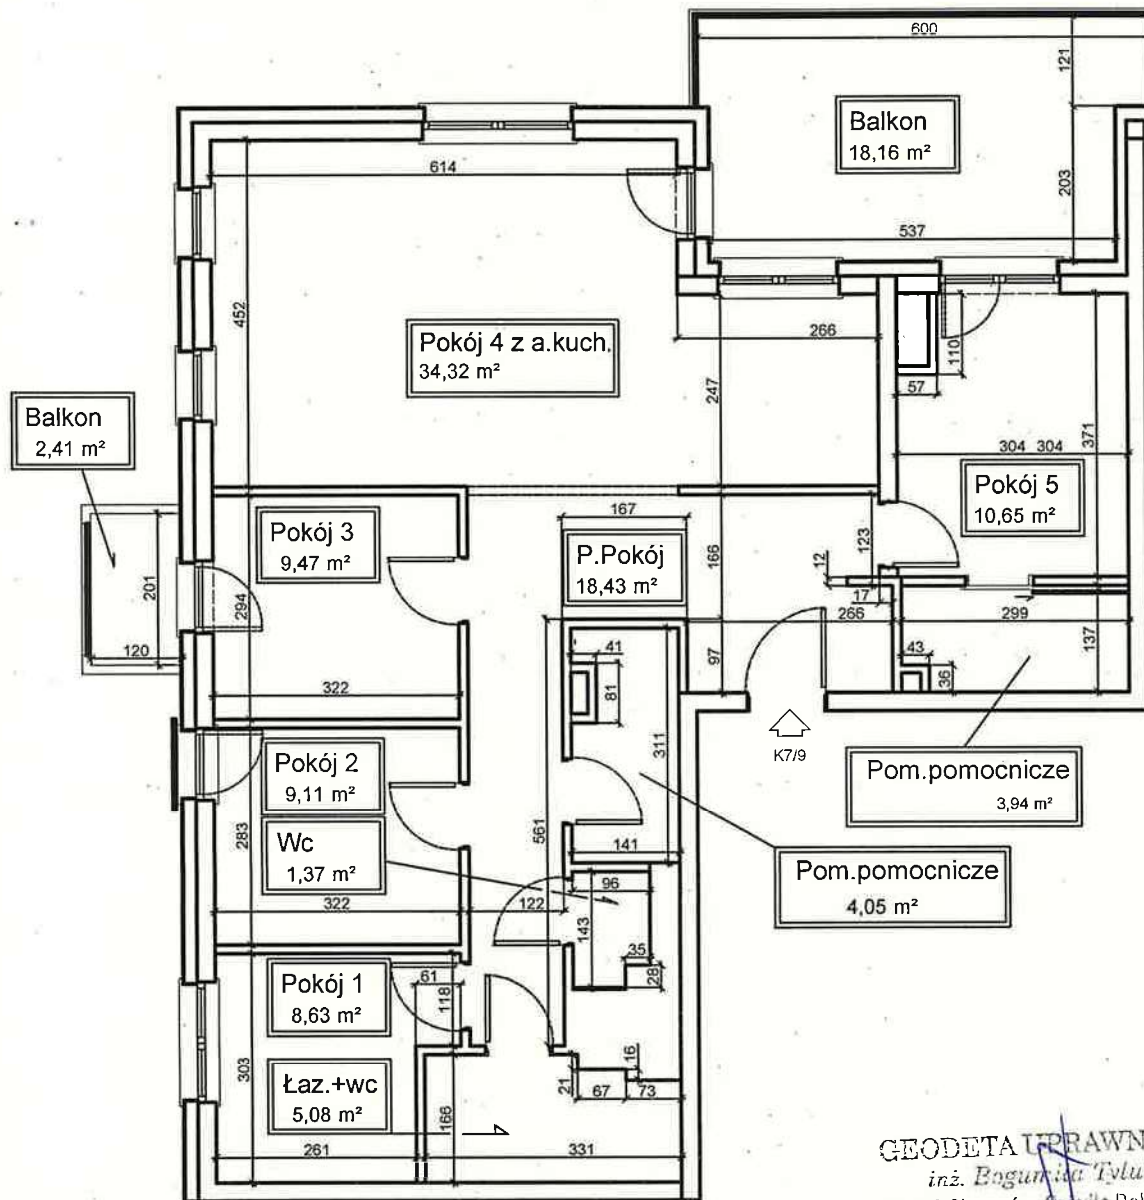 600
121
Balkon
18,16 m²
203
537
614
452
Pokój 4 z a.kuch.
34,32 m²
266
247
110
57
371
304 304
Balkon
2,41 m²
Pokój 5
10,65 m²
Pokój 3
9,47 m²
167
P.Pokój
18,43 m²
166
123
12
17
201
294
120
322
266
299
137
97
43
36
41
81
311
K7/9
Pokój 2
9,11 m²
Pom.pomocnicze
3,94 m²
283
561
141
Wc
1,37 m²
Pom.pomocnicze
4,05 m²
96
322
122
143
35
28
Pokój 1
8,63 m²
61
118
303
Łaz.+wc
5,08 m²
16
21
67
73
166
261
331
GEODETA UPRAWN
inż. Bogumiła Tylu